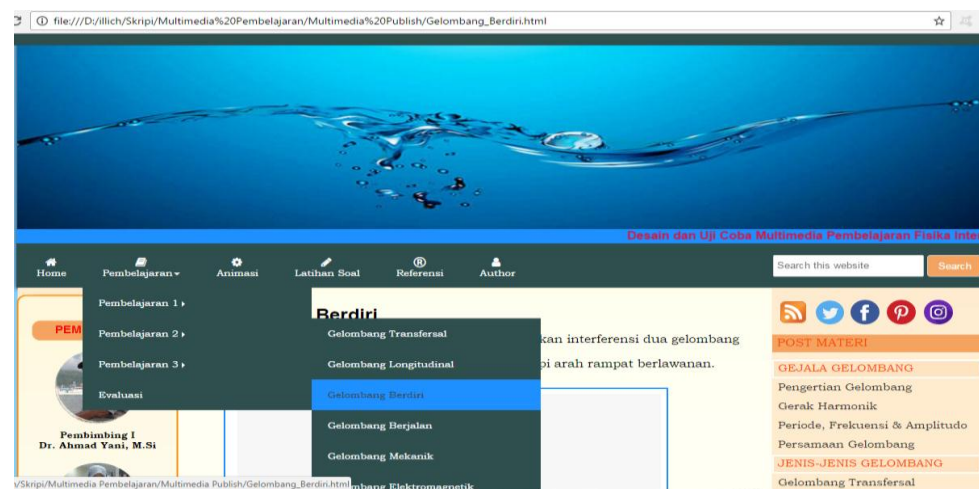 file:///D:/illich/Skripi/Multimedia%20Pembelajaran/Multimedia%20Publish/Gelombang_Berdiri.html
Desain dan Uji Coba Multimedia Pembelajaran Fisika Inte
Home Pembelajaran Animasi Latihan Soal Referensi Author
Search this website Search
Pembelajaran 1
Pembelajaran 2
Pembelajaran 3
Evaluasi
Gelombang Transfersal
Gelombang Longitudinal
Gelombang Berdiri
Gelombang Berjalan
Gelombang Mekanik
Gelombang Elektromagnetik
Berdiri
kan interferensi dua gelombang
pi arah rampat berlawanan.
PEM
Pembimbing I
Dr. Ahmad Yani, M.Si
POST MATERI
GEJALA GELOMBANG
Pengertian Gelombang
Gerak Harmonik
Periode, Frekuensi & Amplitudo
Persamaan Gelombang
JENIS-JENIS GELOMBANG
Gelombang Transfersal
/Skripi/Multimedia Pembelajaran/Multimedia Publish/Gelombang_Berdiri.html